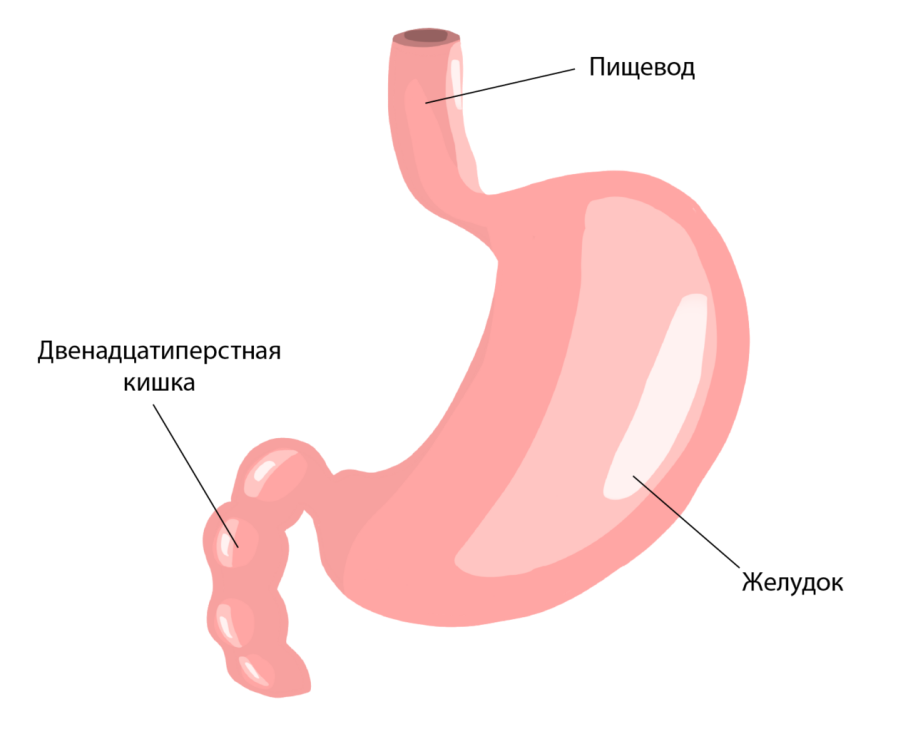 Пищевод
Двенадцатиперстная
кишка
Желудок